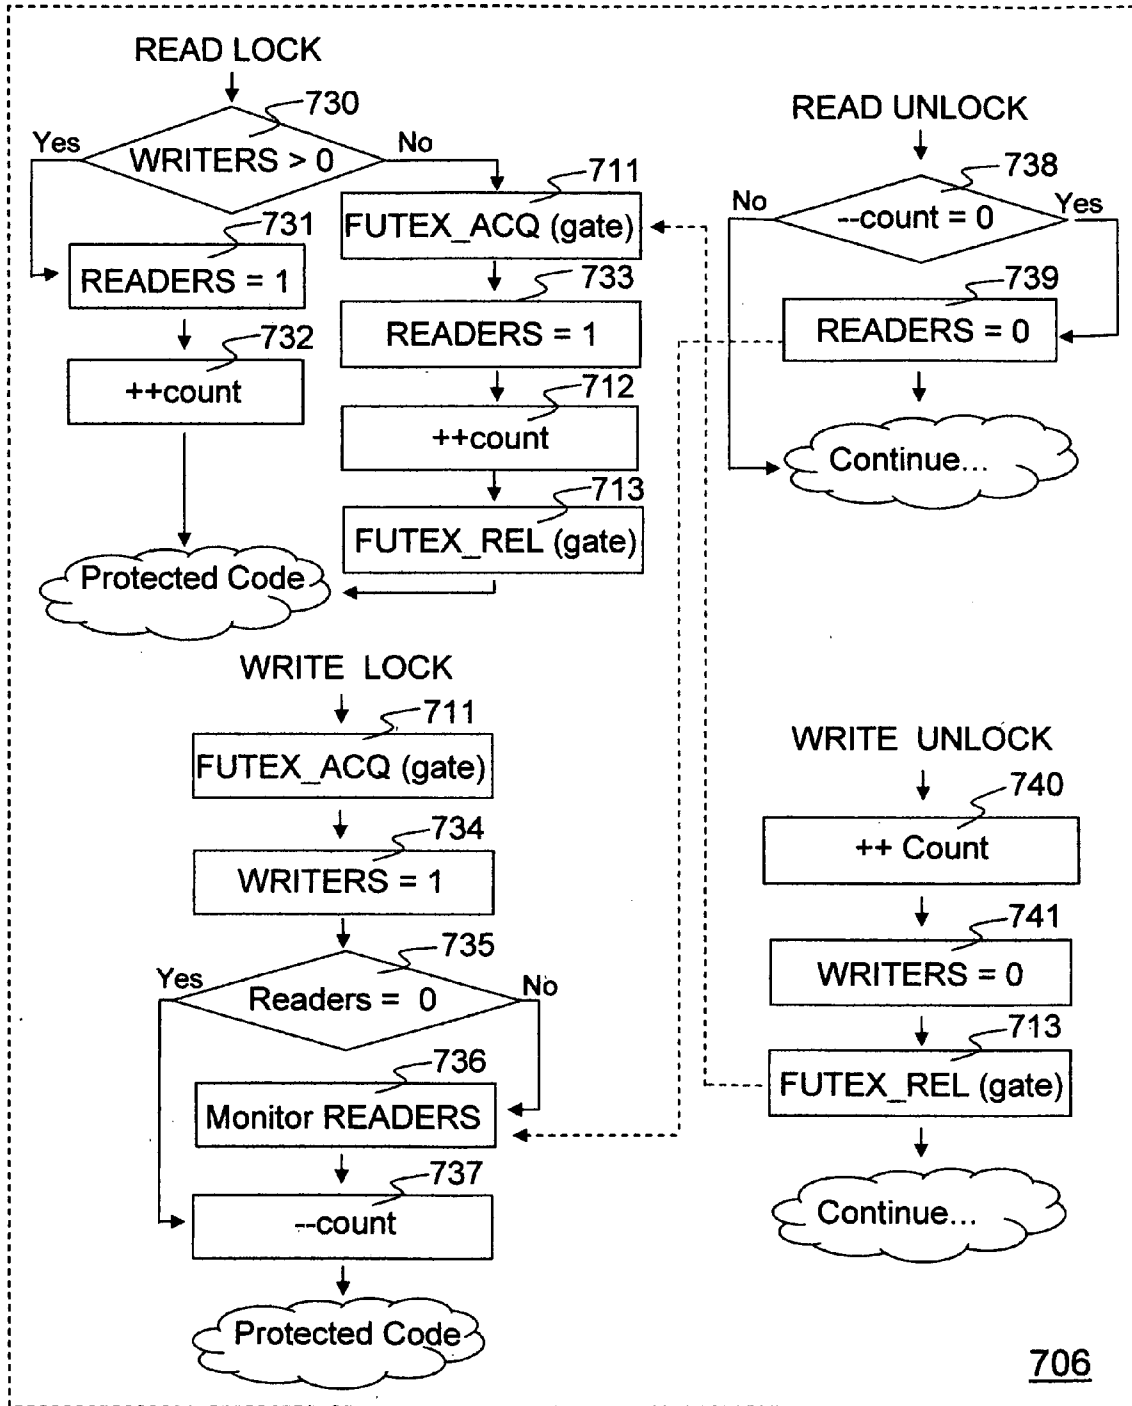 READ LOCK
730
Yes
WRITERS > 0
No
731
READERS = 1
732
++count
711
FUTEX_ACQ (gate)
733
READERS = 1
712
++count
713
FUTEX_REL (gate)
Protected Code
READ UNLOCK
738
No
--count = 0
Yes
739
READERS = 0
Continue...
WRITE LOCK
711
FUTEX_ACQ (gate)
734
WRITERS = 1
735
Yes
Readers = 0
No
736
Monitor READERS
737
--count
Protected Code
WRITE UNLOCK
740
++ Count
741
WRITERS = 0
713
FUTEX_REL (gate)
Continue...
706